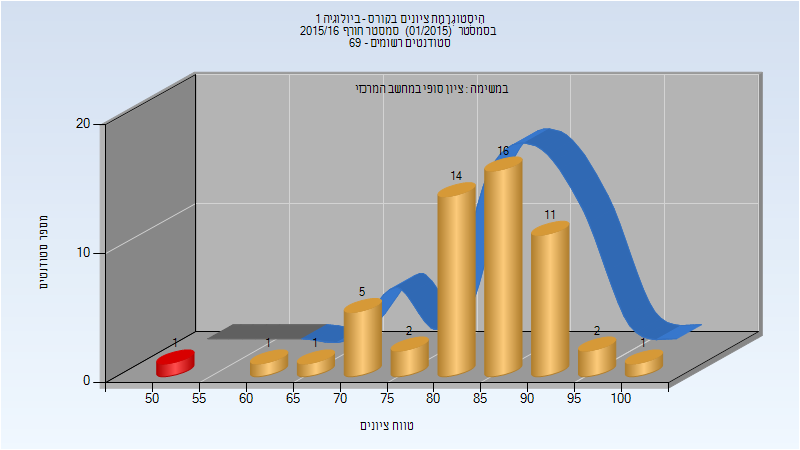 היסטוגרמת ציונים בקורס - ביולוגיה 1
בסמסטר (01/2015) סמסטר חורף 2015/16
סטודנטים רשומים - 69
במשימה : ציון סופי במחשב המרכזי
מספר סטודנטים
20
10
0
1
1
1
5
2
14
16
11
2
1
50 55 60 65 70 75 80 85 90 95 100
טווח ציונים